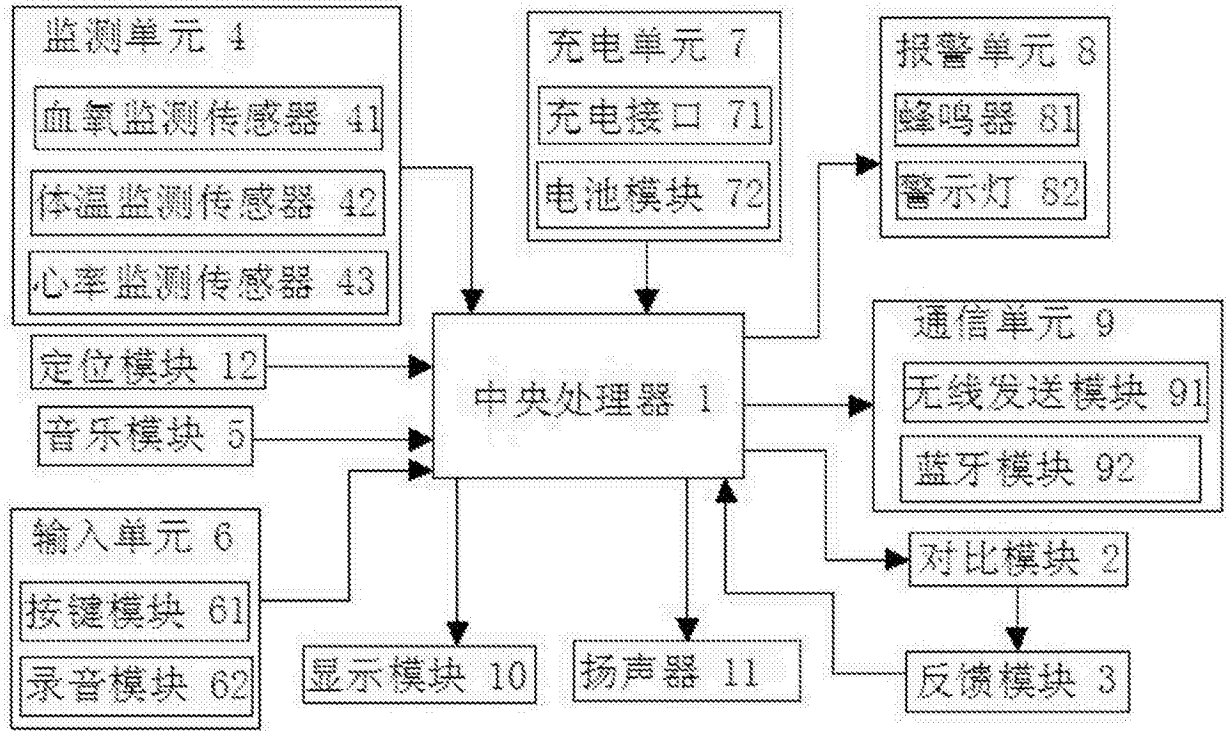 监测单元 4
血氧监测传感器 41
体温监测传感器 42
心率监测传感器 43
充电单元 7
充电接口 71
电池模块 72
报警单元 8
蜂鸣器 81
警示灯 82
定位模块 12
音乐模块 5
中央处理器 1
通信单元 9
无线发送模块 91
蓝牙模块 92
输入单元 6
按键模块 61
录音模块 62
显示模块 10
扬声器 11
对比模块 2
反馈模块 3